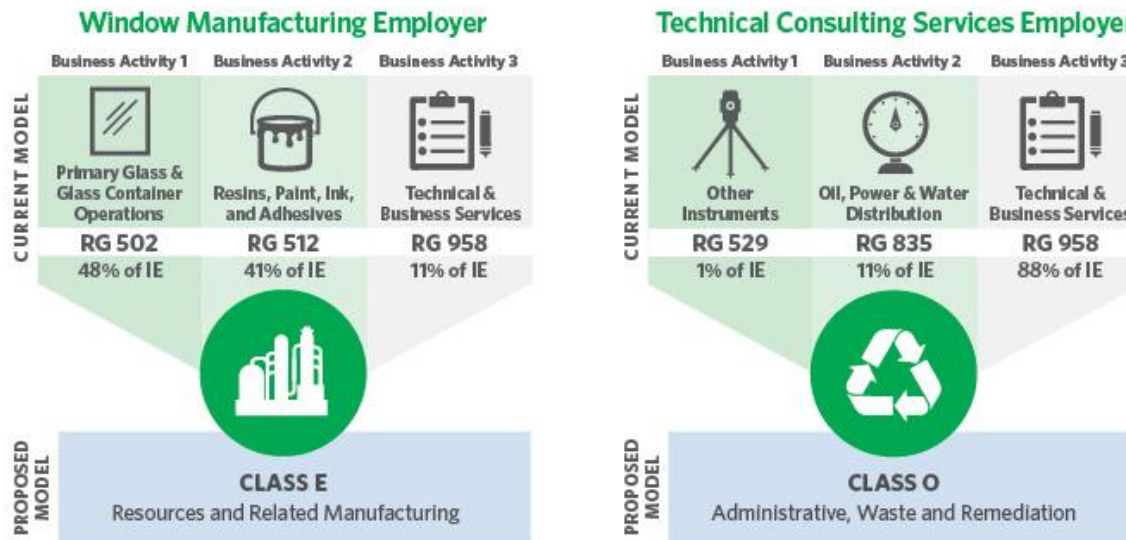 Window Manufacturing Employer
Business Activity 1 Business Activity 2 Business Activity 3
CURRENT MODEL
Primary Glass &
Glass Container
Operations
Resins, Paint, Ink,
and Adhesives
Technical &
Business Services
RG 502 RG 512 RG 958
48% of IE 41% of IE 11% of IE
PROPOSED
MODEL
CLASS E
Resources and Related Manufacturing
Technical Consulting Services Employer
Business Activity 1 Business Activity 2 Business Activity 3
CURRENT MODEL
Other
Instruments
Oil, Power & Water
Distribution
Technical &
Business Services
RG 529 RG 835 RG 958
1% of IE 11% of IE 88% of IE
PROPOSED
MODEL
CLASS O
Administrative, Waste and Remediation